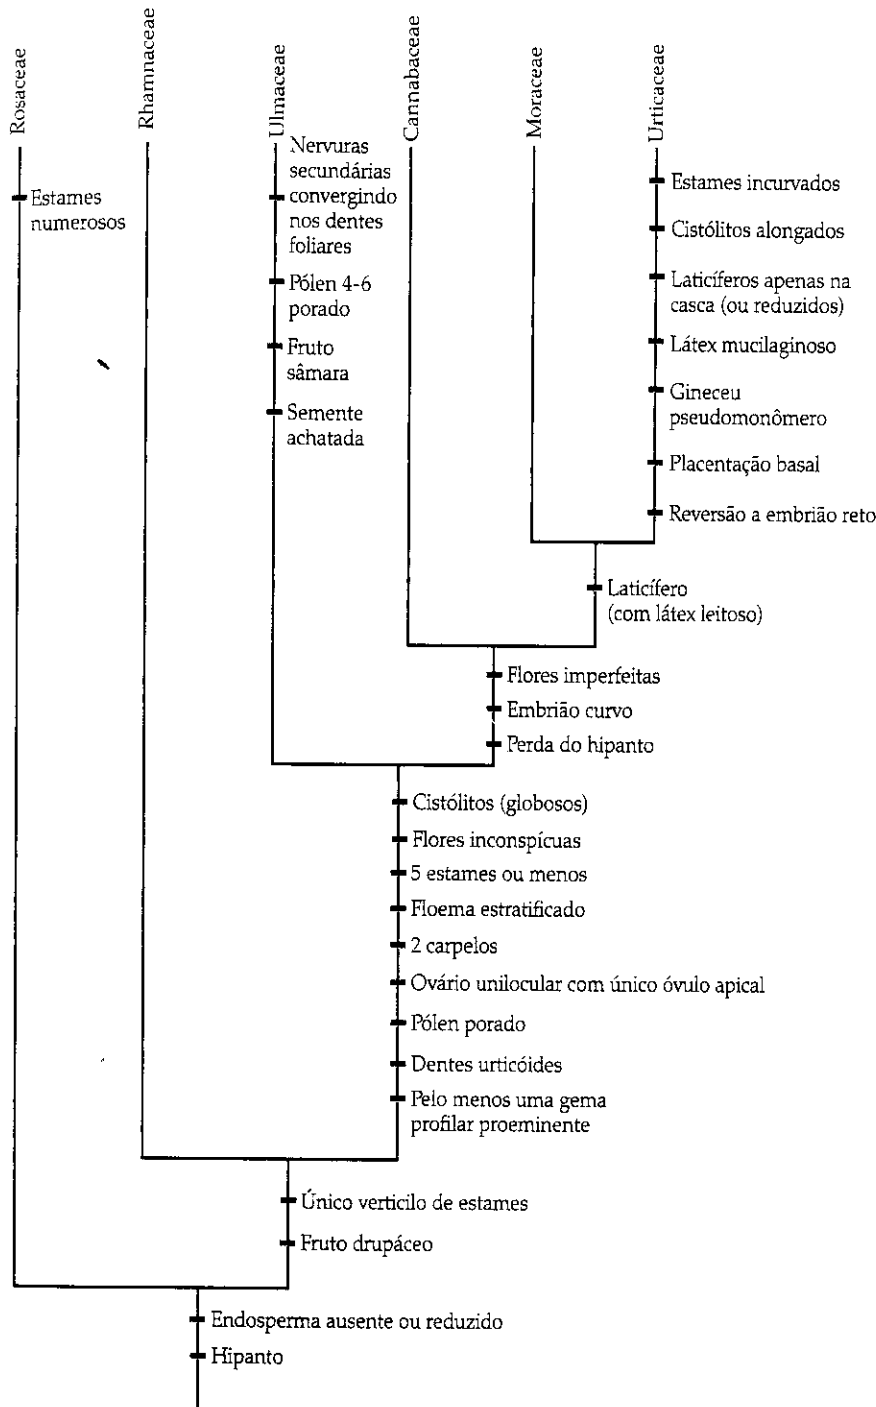 Rosaceae
Rhamnaceae
Ulmaceae
Cannabaceae
Moraceae
Urticaceae
Estames
numerosos
Nervuras
secundárias
convergindo
nos dentes
foliares
Pólen 4-6
porado
Fruto
sâmara
Semente
achatada
Estames incurvados
Cistólitos alongados
Laticíferos apenas na
casca (ou reduzidos)
Látex mucilaginoso
Gineceu
pseudomonômero
Placentação basal
Reversão a embrião reto
Laticífero
(com látex leitoso)
Flores imperfeitas
Embrião curvo
Perda do hipanto
Cistólitos (globosos)
Flores inconspícuas
5 estames ou menos
Floema estratificado
2 carpelos
Ovário unilocular com único óvulo apical
Pólen porado
Dentes urticóides
Pelo menos uma gema
profilar proeminente
Único verticilo de estames
Fruto drupáceo
Endosperma ausente ou reduzido
Hipanto